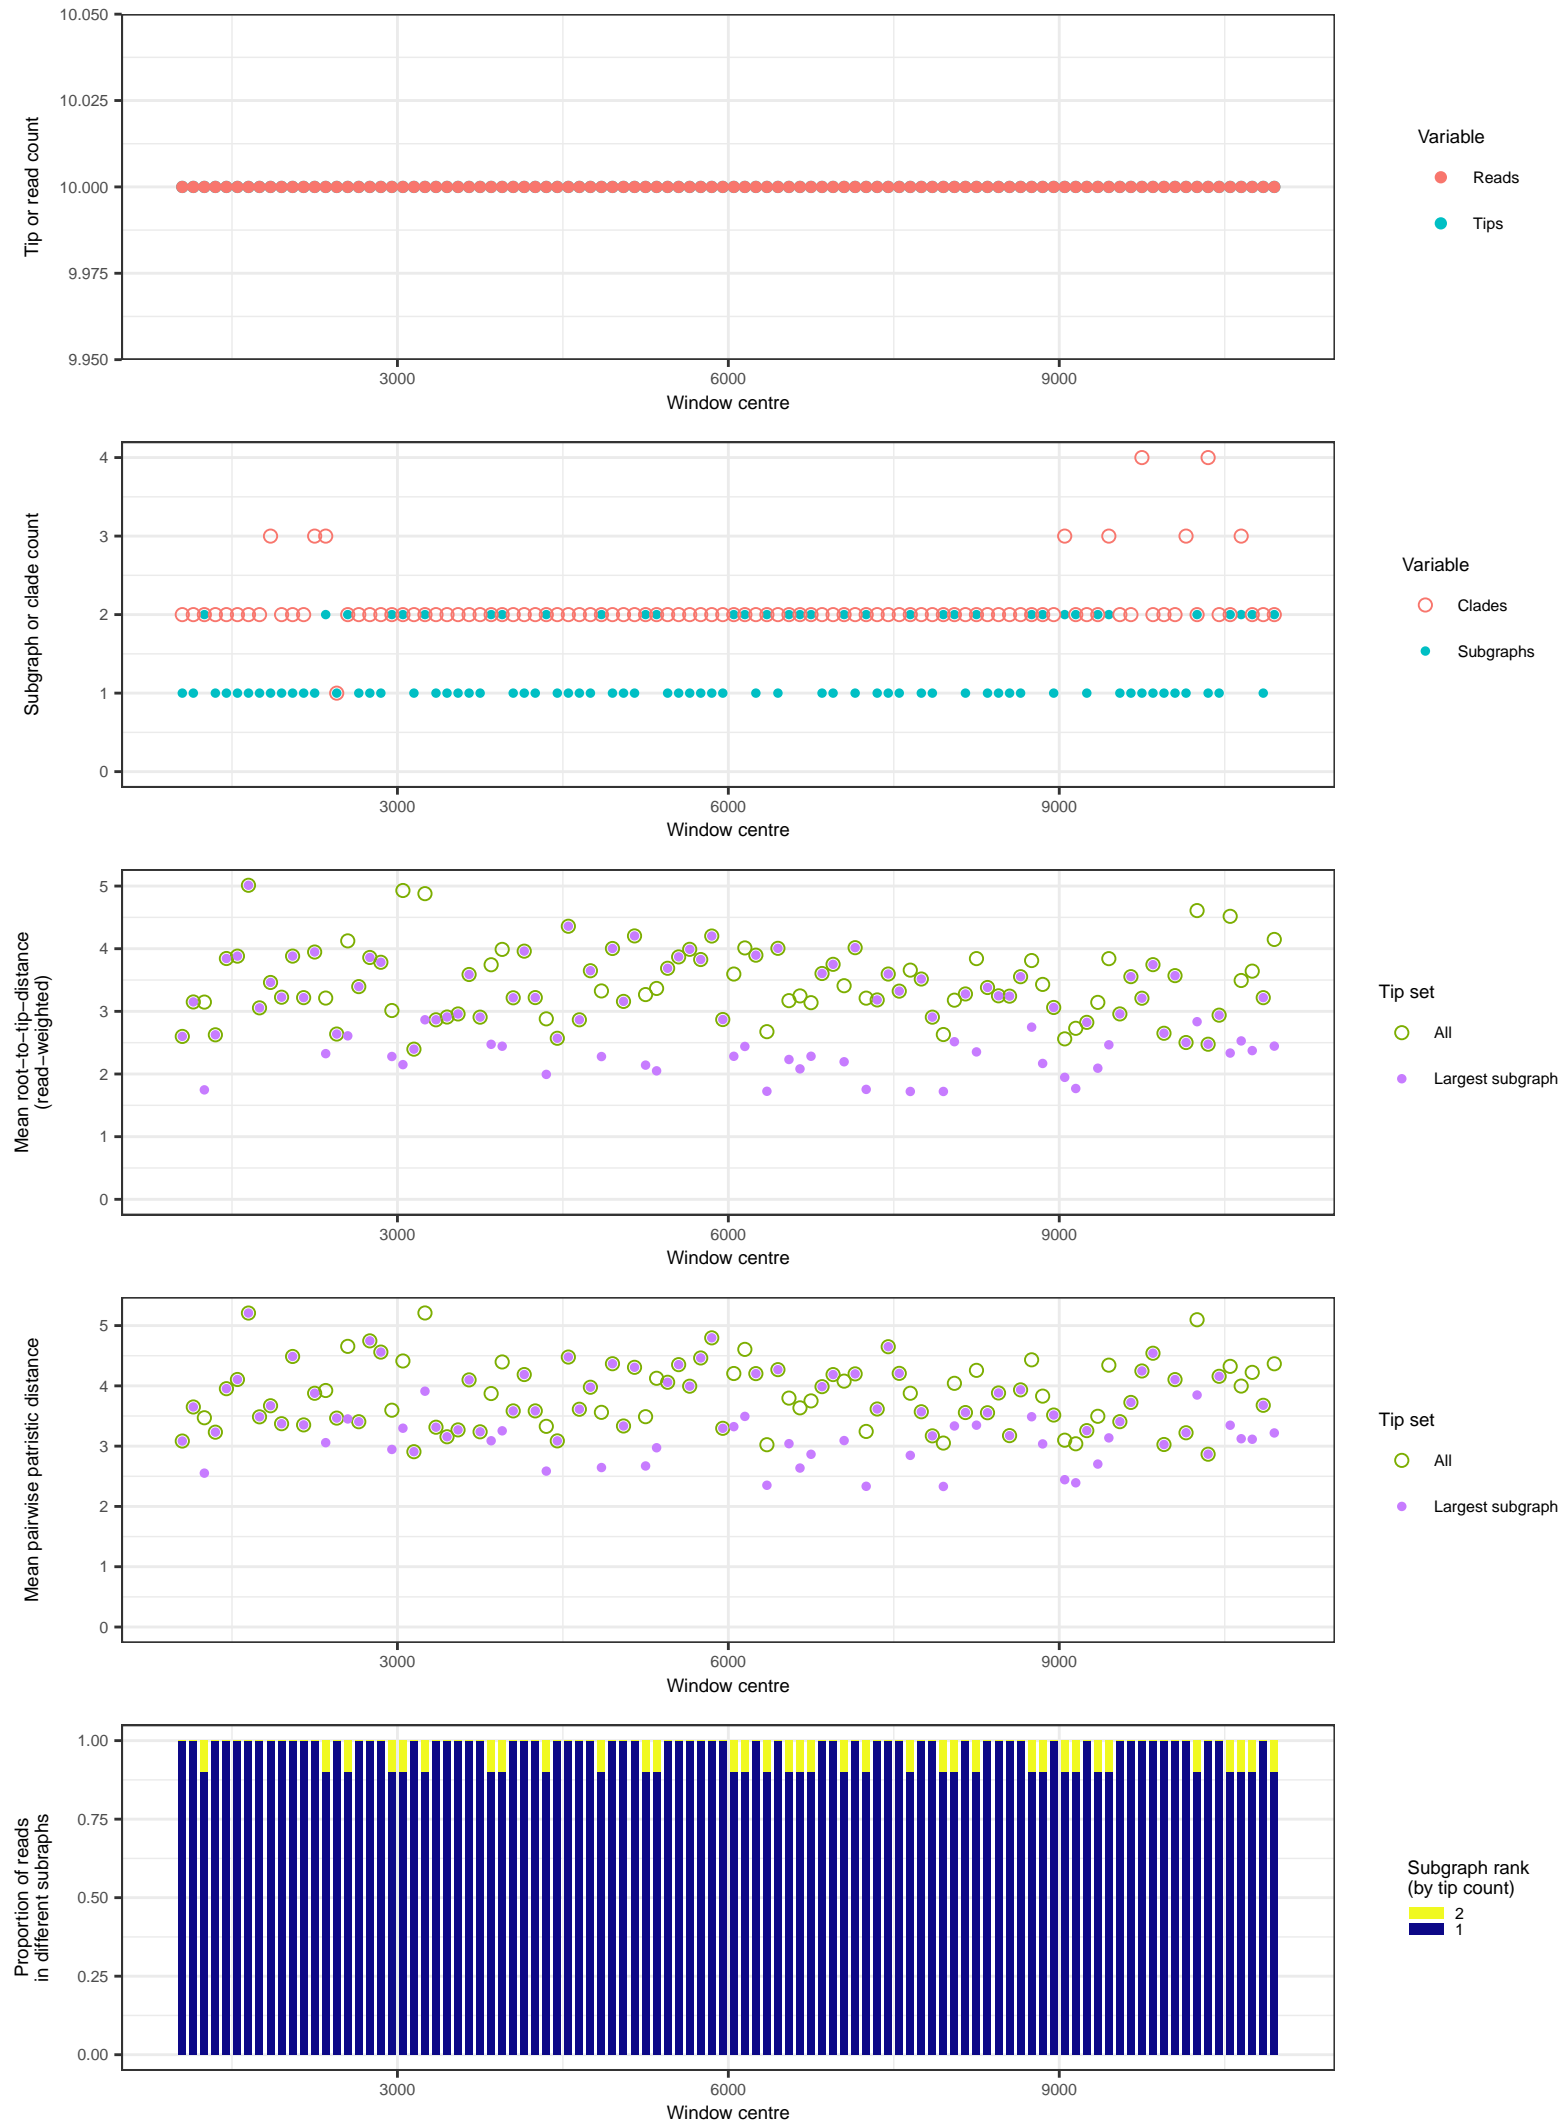 10.050
10.025
10.000
9.975
9.950
Tip or read count
3000 6000 9000
Window centre
Variable
Reads
Tips
4
3
2
1
0
Subgraph or clade count
3000 6000 9000
Window centre
Variable
Clades
Subgraphs
5
4
3
2
1
0
Mean root−to−tip−distance
(read−weighted)
3000 6000 9000
Window centre
Tip set
All
Largest subgraph
5
4
3
2
1
0
Mean pairwise patristic distance
3000 6000 9000
Window centre
Tip set
All
Largest subgraph
1.00
0.75
0.50
0.25
0.00
Proportion of reads
in different subraphs
3000 6000 9000
Window centre
Subgraph rank
(by tip count)
2
1